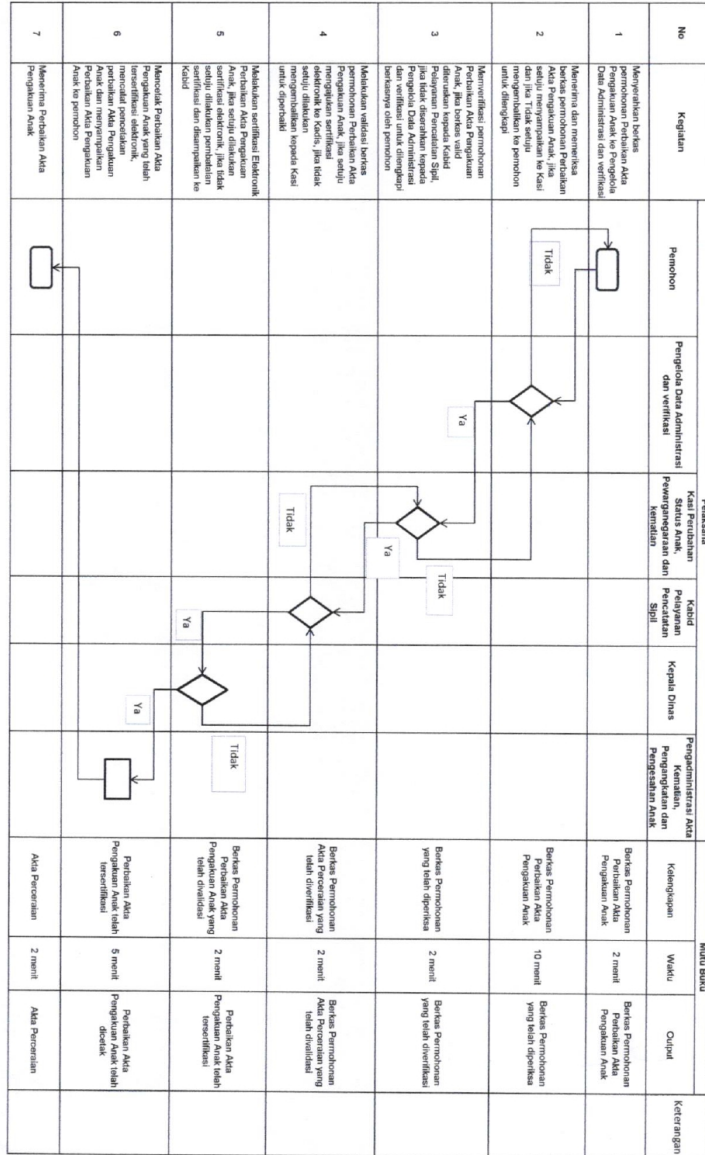 No
Kegiatan
Pelaksana
Mutu Baku
Pemohon
Pengelola Data Administrasi
dan verifikasi
Kasi Perubahan
Status Anak,
Pewarganegaraan dan
kematian
Kabid
Pelayanan
Pencatatan
Sipil
Kepala Dinas
Pengadministrasi Akta
Kematian,
Pengangkatan dan
Pengesahan Anak
Kelengkapan
Waktu
Output
Keterangan
1
Menyerahkan berkas
permohonan Perbaikan Akta
Pengakuan Anak ke Pengelola
Data Administrasi dan verifikasi
Berkas Permohonan
Perbaikan Akta
Pengakuan Anak
2 menit
Berkas Permohonan
Perbaikan Akta
Pengakuan Anak
2
Menerima dan memeriksa
berkas permohonan Perbaikan
Akta Pengakuan Anak, jika
setuju menyampaikan ke Kasi
dan jika Tidak setuju
mengembalikan ke pemohon
untuk dilengkapi
Tidak
Ya
Berkas Permohonan
Perbaikan Akta
Pengakuan Anak
10 menit
Berkas Permohonan
yang telah diperiksa
3
Memverifikasi permohonan
Perbaikan Akta Pengakuan
Anak, jika berkas valid
diteruskan kepada Kabid
Pelayanan Pencatatan Sipil,
jika tidak diserahkan kepada
Pengelola Data Administrasi
dan verifikasi untuk dilengkapi
berkasnya oleh pemohon
Ya
Tidak
Berkas Permohonan
yang telah diperiksa
2 menit
Berkas Permohonan
yang telah diverifikasi
4
Melakukan validasi berkas
permohonan Perbaikan Akta
Pengakuan Anak, jika setuju
mengajukan sertifikasi
elektronik ke Kadis, jika tidak
setuju dilakukan
mengembalikan kepada Kasi
untuk diperbaiki
Tidak
Berkas Permohonan
Akta Perceraian yang
telah diverifikasi
2 menit
Berkas Permohonan
Akta Perceraian yang
telah divalidasi
5
Melakukan sertifikasi Elektronik
Perbaikan Akta Pengakuan
Anak, jika setuju dilakukan
sertifikasi elektronik, jika tidak
setuju dilakukan pembatalan
sertifikasi dan disampaikan ke
Kabid
Ya
Tidak
Berkas Permohonan
Perbaikan Akta
Pengakuan Anak yang
telah divalidasi
2 menit
Perbaikan Akta
Pengakuan Anak telah
tersertifikasi
6
Mencetak Perbaikan Akta
Pengakuan Anak yang telah
tersertifikasi elektronik,
mencatat pencetakan
perbaikan Akta Pengakuan
Anak dan menyampaikan
Perbaikan Akta Pengakuan
Anak ke pemohon
Ya
Perbaikan Akta
Pengakuan Anak telah
tersertifikasi
5 menit
Perbaikan Akta
Pengakuan Anak telah
dicetak
7
Menerima Perbaikan Akta
Pengakuan Anak
Akta Perceraian
2 menit
Akta Perceraian